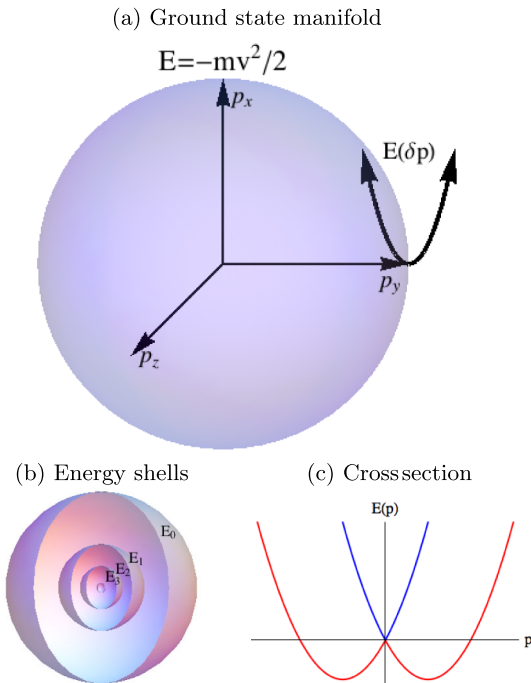 (a) Ground state manifold
E=−mv²/2
pₓ
E(δp)
p_y
p_z
(b) Energy shells
(c) Cross section
E₀
E₁
E₂
E₃
E(p)
p